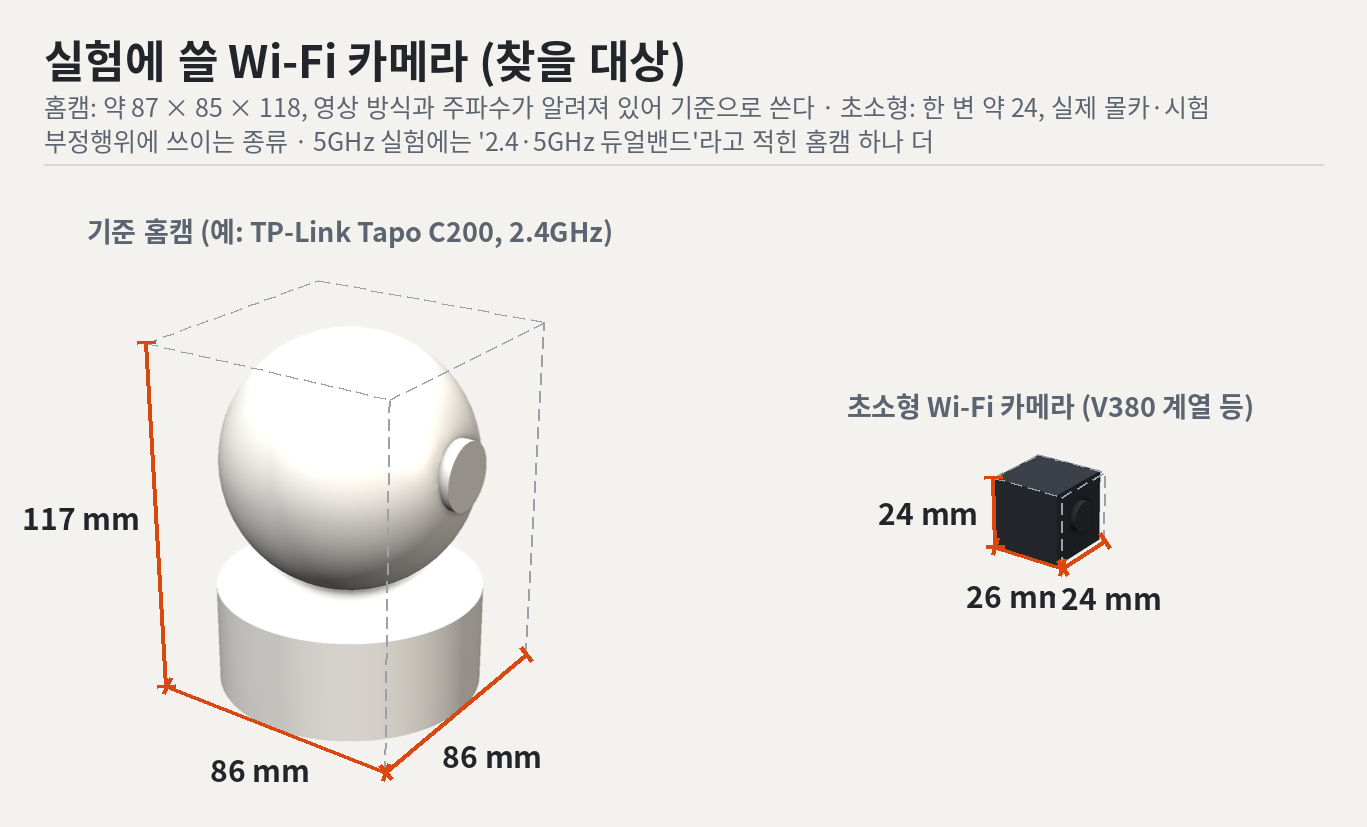 실험에 쓸 Wi-Fi 카메라 (찾을 대상)
홈캠: 약 87 × 85 × 118, 영상 방식과 주파수가 알려져 있어 기준으로 쓴다 · 초소형: 한 변 약 24, 실제 몰카·시험
부정행위에 쓰이는 종류 · 5GHz 실험에는 '2.4·5GHz 듀얼밴드'라고 적힌 홈캠 하나 더
기준 홈캠 (예: TP-Link Tapo C200, 2.4GHz)
117 mm
86 mm
86 mm
초소형 Wi-Fi 카메라 (V380 계열 등)
24 mm
26 mm
24 mm